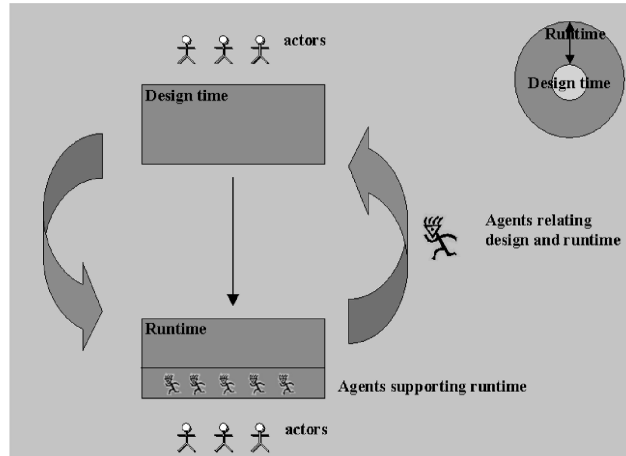 actors
Runtime
Design time
Design time
Agents relating
design and runtime
Runtime
Agents supporting runtime
actors